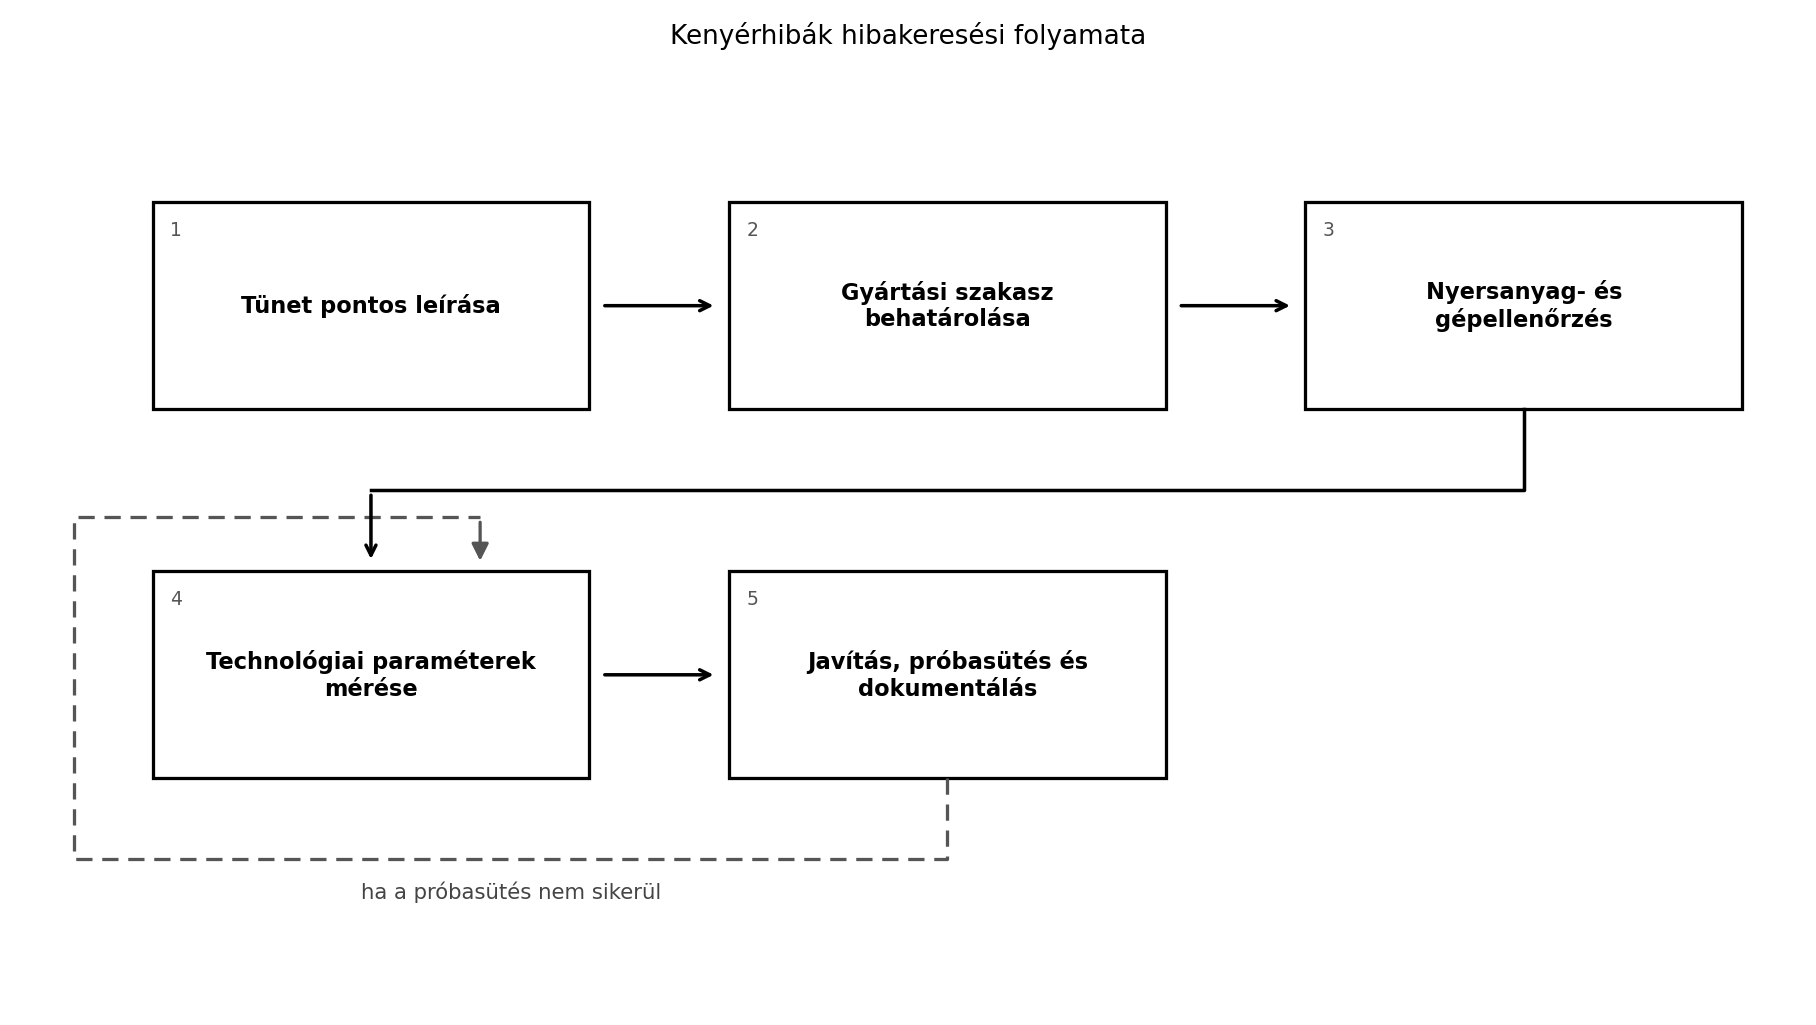 Kenyérhibák hibakeresési folyamata
1
Tünet pontos leírása
2
Gyártási szakasz
behatárolása
3
Nyersanyag- és
gépellenőrzés
4
Technológiai paraméterek
mérése
5
Javítás, próbasütés és
dokumentálás
ha a próbasütés nem sikerül